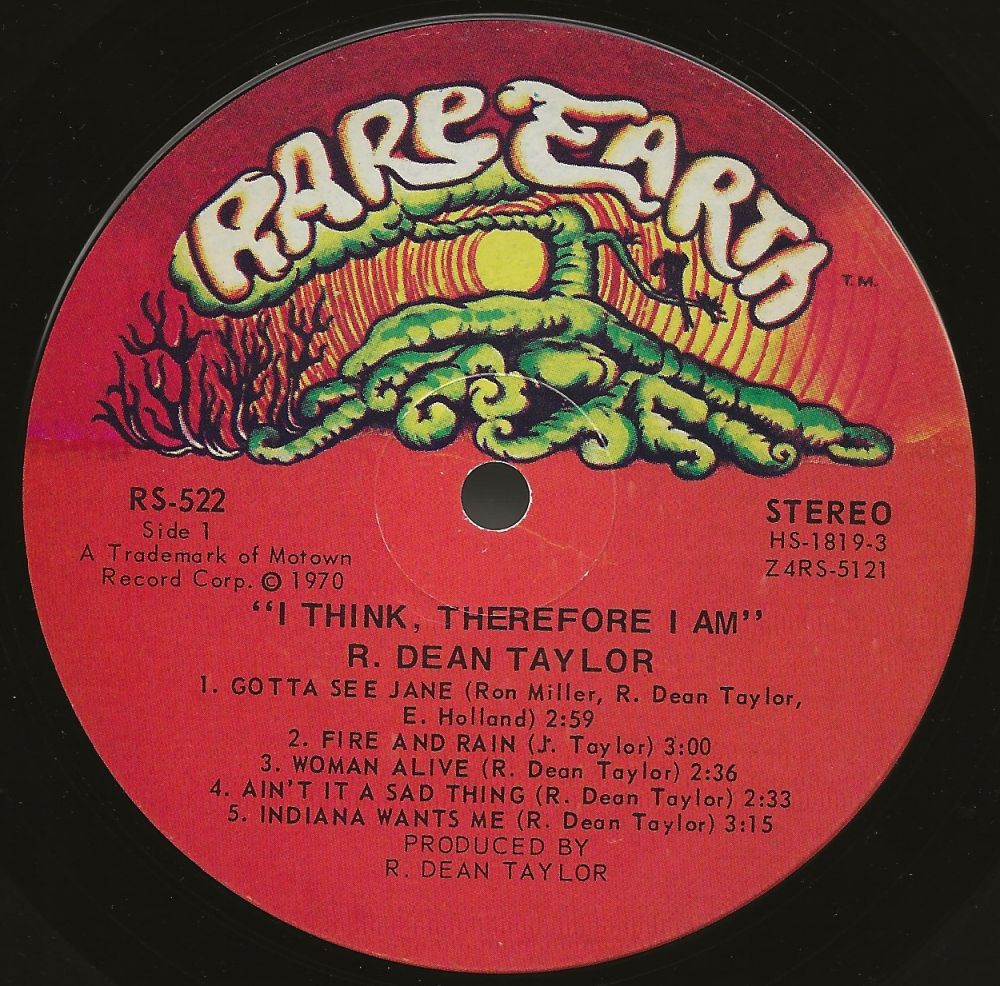 RARE EARTH
T.M.
RS-522
Side 1
A Trademark of Motown
Record Corp. © 1970
STEREO
HS-1819-3
Z4RS-5121
“I THINK, THEREFORE I AM”
R. DEAN TAYLOR
1. GOTTA SEE JANE (Ron Miller, R. Dean Taylor,
E. Holland) 2:59
2. FIRE AND RAIN (J. Taylor) 3:00
3. WOMAN ALIVE (R. Dean Taylor) 2:36
4. AIN'T IT A SAD THING (R. Dean Taylor) 2:33
5. INDIANA WANTS ME (R. Dean Taylor) 3:15
PRODUCED BY
R. DEAN TAYLOR